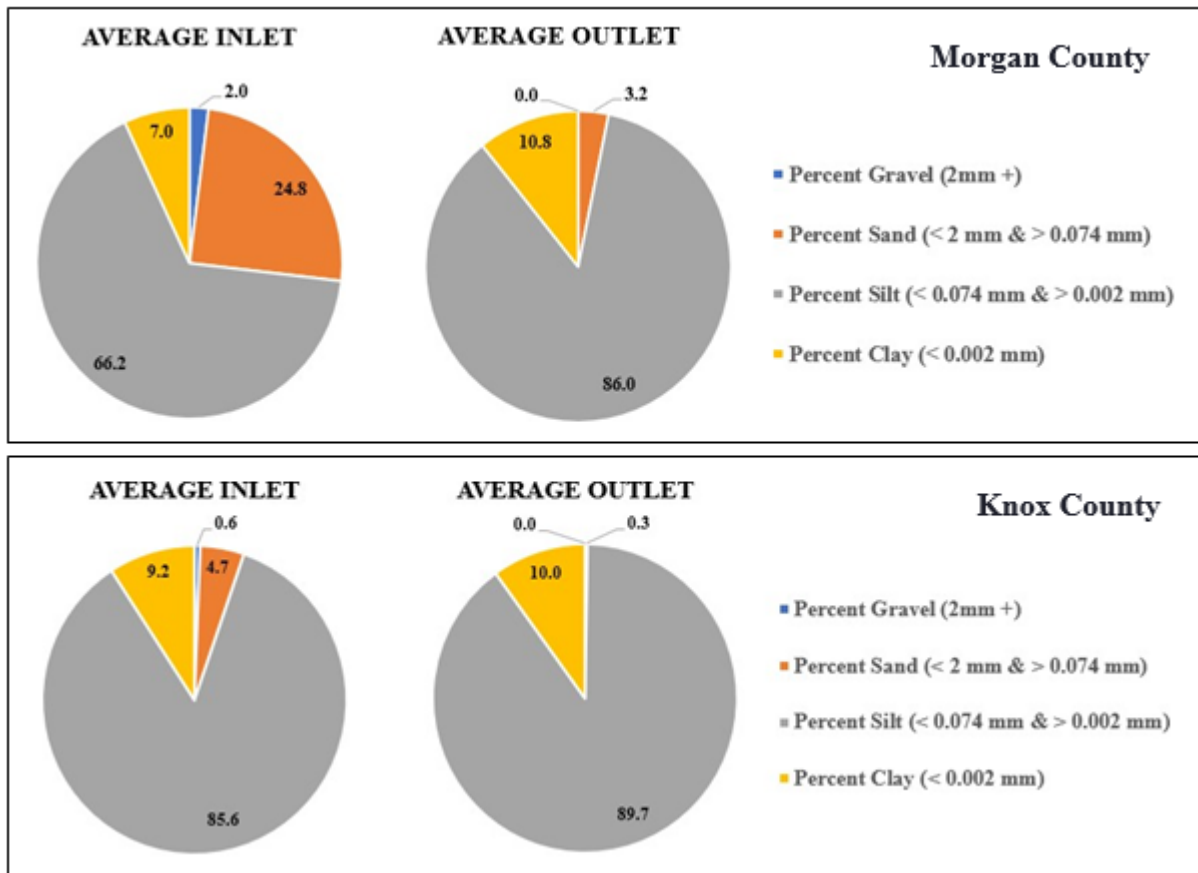 AVERAGE INLET
AVERAGE OUTLET
Morgan County
2.0
7.0
24.8
66.2
0.0
3.2
10.8
86.0
Percent Gravel (2mm +)
Percent Sand (< 2 mm & > 0.074 mm)
Percent Silt (< 0.074 mm & > 0.002 mm)
Percent Clay (< 0.002 mm)
AVERAGE INLET
AVERAGE OUTLET
Knox County
0.6
9.2
4.7
85.6
0.0
0.3
10.0
89.7
Percent Gravel (2mm +)
Percent Sand (< 2 mm & > 0.074 mm)
Percent Silt (< 0.074 mm & > 0.002 mm)
Percent Clay (< 0.002 mm)